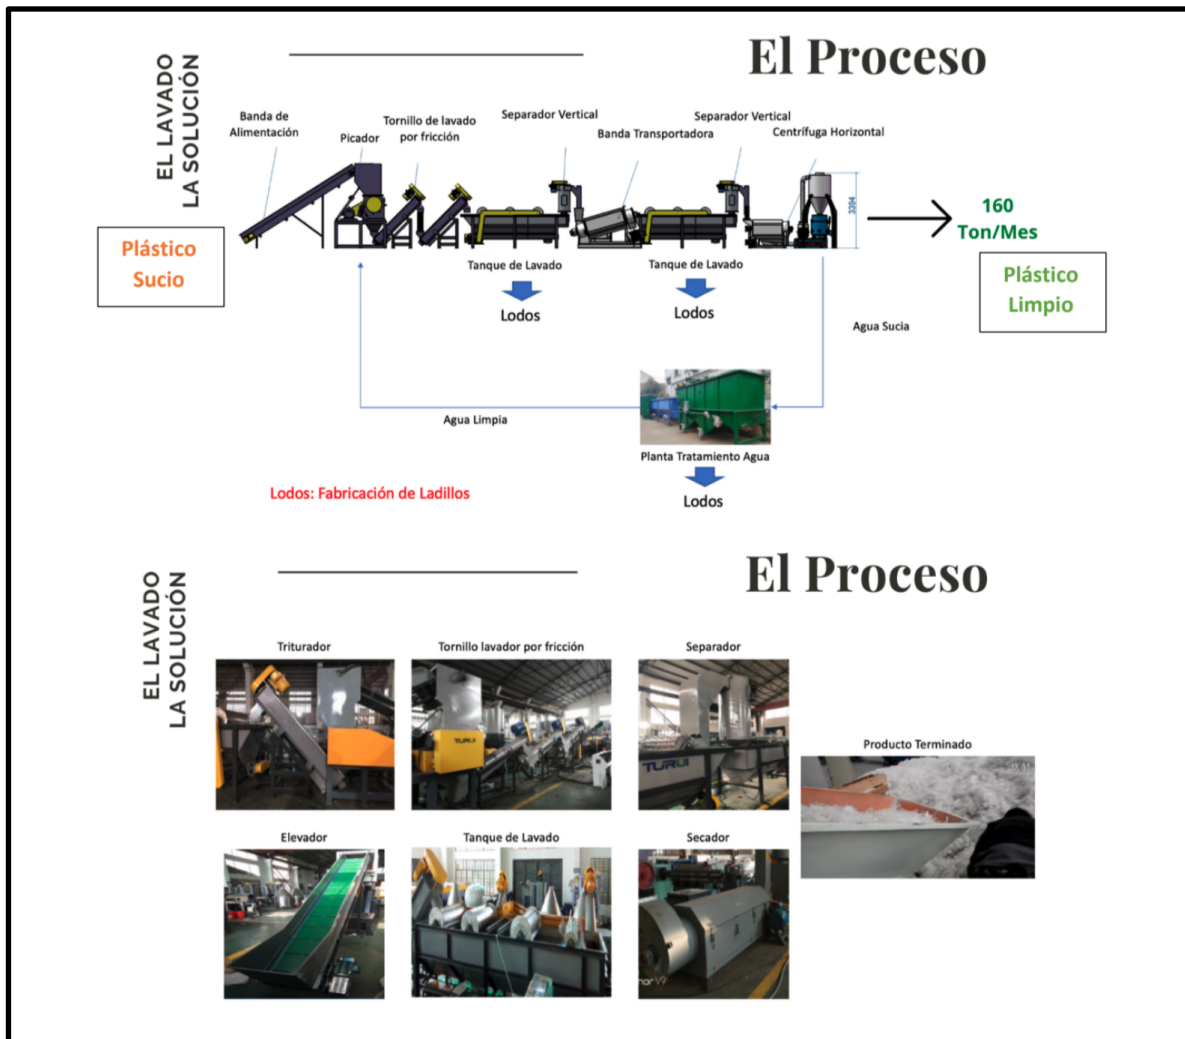 EL LAVADO
LA SOLUCIÓN
El Proceso
Banda de
Alimentación
Picador
Tornillo de lavado
por fricción
Separador Vertical
Banda Transportadora
Separador Vertical
Centrífuga Horizontal
3394
160
Ton/Mes
Plástico
Sucio
Plástico
Limpio
Tanque de Lavado
Tanque de Lavado
Lodos
Lodos
Agua Sucia
Agua Limpia
Planta Tratamiento Agua
Lodos
Lodos: Fabricación de Ladillos
EL LAVADO
LA SOLUCIÓN
El Proceso
Triturador
Tornillo lavador por fricción
Separador
TURUI
TURUI
Producto Terminado
Elevador
Tanque de Lavado
Secador
nor V9